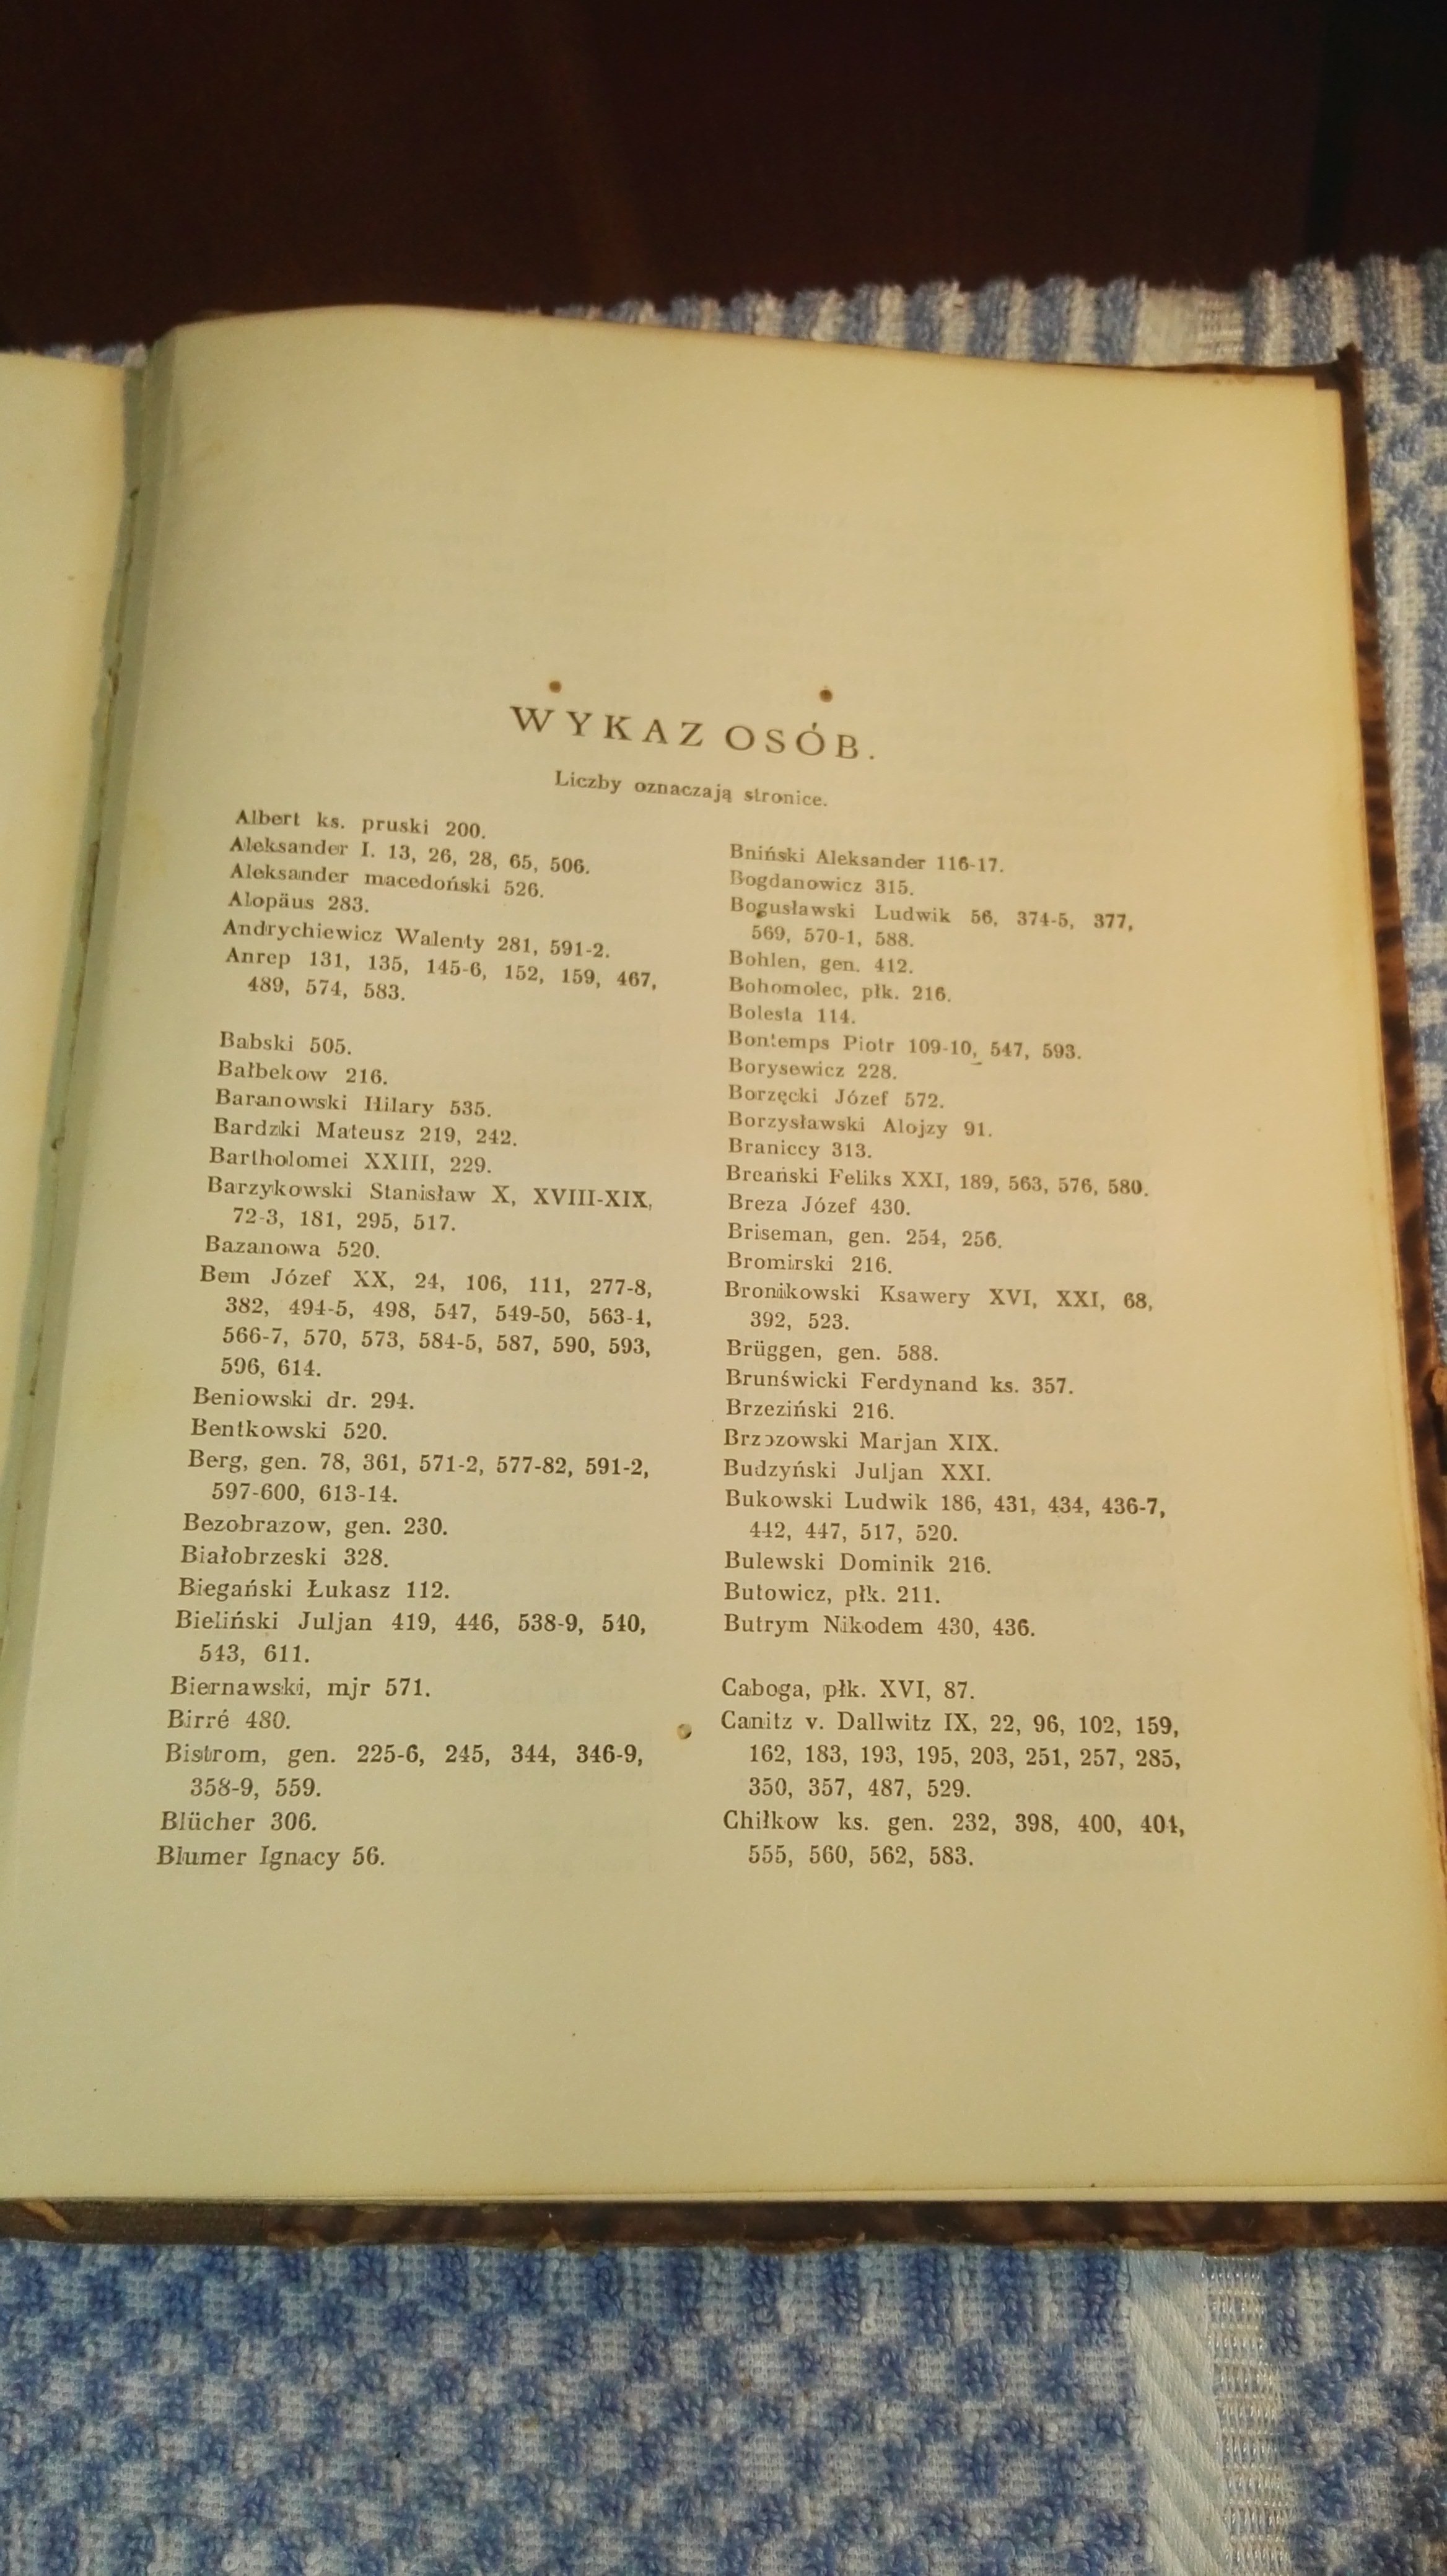 WYKAZ OSÓB.
Liczby oznaczają stronice.
Albert ks. pruski 200.
Aleksander I. 13, 26, 28, 65, 506.
Aleksander macedoński 526.
Alopäus 283.
Andrychiewicz Walenty 281, 591-2.
Anrep 131, 135, 145-6, 152, 159, 467,
489, 574, 583.
Babski 505.
Bałbekow 216.
Baranowski Hilary 535.
Bardzki Mateusz 219, 242.
Bartholomei XXIII, 229.
Barzykowski Stanisław X, XVIII-XIX,
72-3, 181, 295, 517.
Bazanowa 520.
Bem Józef XX, 24, 106, 111, 277-8,
382, 494-5, 498, 547, 549-50, 563-4,
566-7, 570, 573, 584-5, 587, 590, 593,
596, 614.
Beniowski dr. 294.
Bentkowski 520.
Berg, gen. 78, 361, 571-2, 577-82, 591-2,
597-600, 613-14.
Bezobrazow, gen. 230.
Białobrzeski 328.
Biegański Łukasz 112.
Bieliński Juljan 419, 446, 538-9, 540,
543, 611.
Biernawski, mjr 571.
Birré 480.
Bistrom, gen. 225-6, 245, 344, 346-9,
358-9, 559.
Blücher 306.
Blumer Ignacy 56.
Bniński Aleksander 116-17.
Bogdanowicz 315.
Bogusławski Ludwik 56, 374-5, 377,
569, 570-1, 588.
Bohlen, gen. 412.
Bohomolec, płk. 216.
Bolesta 114.
Bontemps Piotr 109-10, 547, 593.
Borysewicz 228.
Borzęcki Józef 572.
Borzysławski Alojzy 91.
Braniccy 313.
Breański Feliks XXI, 189, 563, 576, 580.
Breza Józef 430.
Briseman, gen. 254, 256.
Bromirski 216.
Bronikowski Ksawery XVI, XXI, 68,
392, 523.
Brüggen, gen. 588.
Brunświcki Ferdynand ks. 357.
Brzeziński 216.
Brzozowski Marjan XIX.
Budzyński Juljan XXI.
Bukowski Ludwik 186, 431, 434, 436-7,
442, 447, 517, 520.
Bulewski Dominik 216.
Butowicz, płk. 211.
Butrym Nikodem 430, 436.
Caboga, płk. XVI, 87.
Canitz v. Dallwitz IX, 22, 96, 102, 159,
162, 183, 193, 195, 203, 251, 257, 285,
350, 357, 487, 529.
Chiłkow ks. gen. 232, 398, 400, 404,
555, 560, 562, 583.